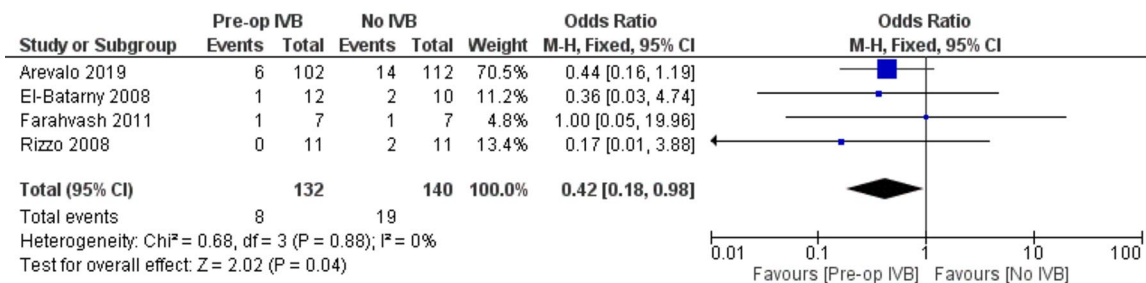 Pre-op IVB No IVB Odds Ratio Odds Ratio
Study or Subgroup Events Total Events Total Weight M-H, Fixed, 95% CI M-H, Fixed, 95% CI
Arevalo 2019 6 102 14 112 70.5% 0.44 [0.16, 1.19]
El-Batarny 2008 1 12 2 10 11.2% 0.36 [0.03, 4.74]
Farahvash 2011 1 7 1 7 4.8% 1.00 [0.05, 19.96]
Rizzo 2008 0 11 2 11 13.4% 0.17 [0.01, 3.88]
Total (95% CI) 132 140 100.0% 0.42 [0.18, 0.98]
Total events 8 19
Heterogeneity: Chi² = 0.68, df = 3 (P = 0.88); I² = 0%
Test for overall effect: Z = 2.02 (P = 0.04)
0.01 0.1 1 10 100
Favours [Pre-op IVB] Favours [No IVB]